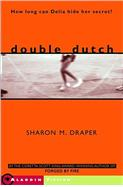 How long can Delia hide her secret?
double dutch
SHARON M. DRAPER
BY THE CORETTA SCOTT KING AWARD-WINNING AUTHOR OF
FORGED BY FIRE
ALADDIN FICTION